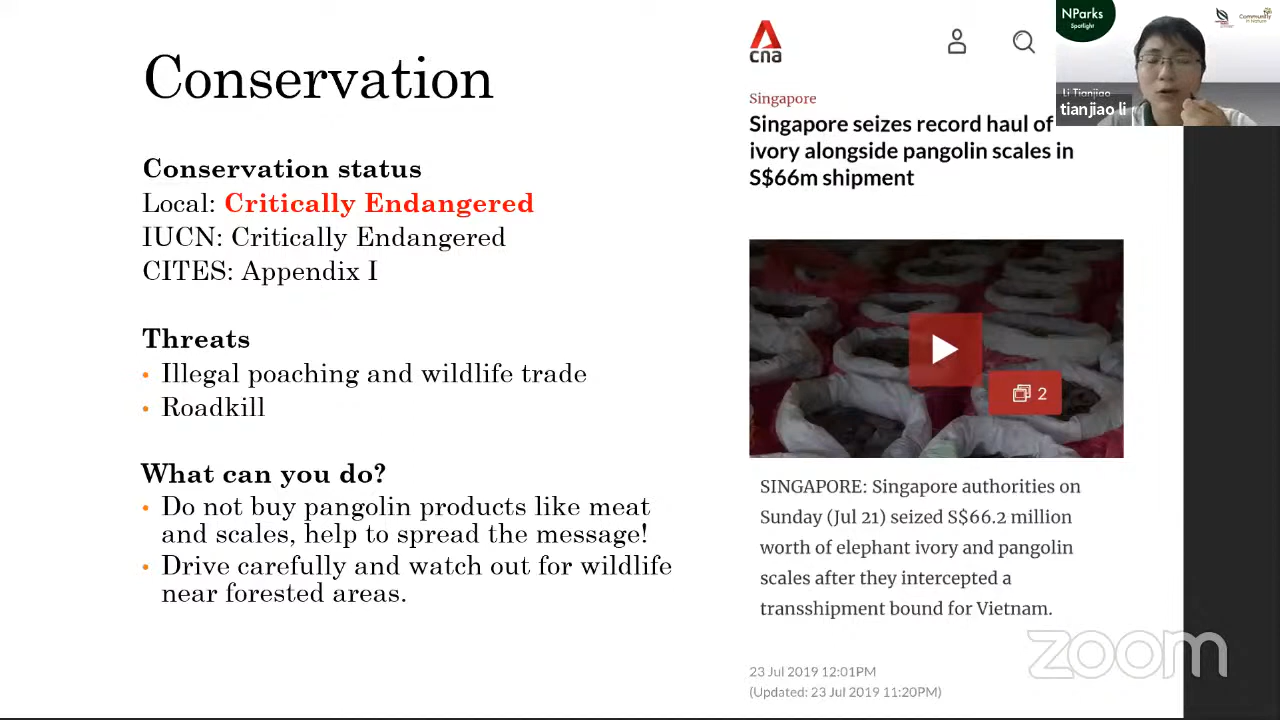 Conservation
Conservation status
Local: Critically Endangered
IUCN: Critically Endangered
CITES: Appendix I
Threats
• Illegal poaching and wildlife trade
• Roadkill
What can you do?
• Do not buy pangolin products like meat
and scales, help to spread the message!
• Drive carefully and watch out for wildlife
near forested areas.
cna
Singapore
Singapore seizes record haul of
ivory alongside pangolin scales in
S$66m shipment
2
SINGAPORE: Singapore authorities on
Sunday (Jul 21) seized S$66.2 million
worth of elephant ivory and pangolin
scales after they intercepted a
transshipment bound for Vietnam.
23 Jul 2019 12:01PM
(Updated: 23 Jul 2019 11:20PM)
NParks
Spotlight
Community
in Nature
Li Tianjiao
tianjiao li
zoom